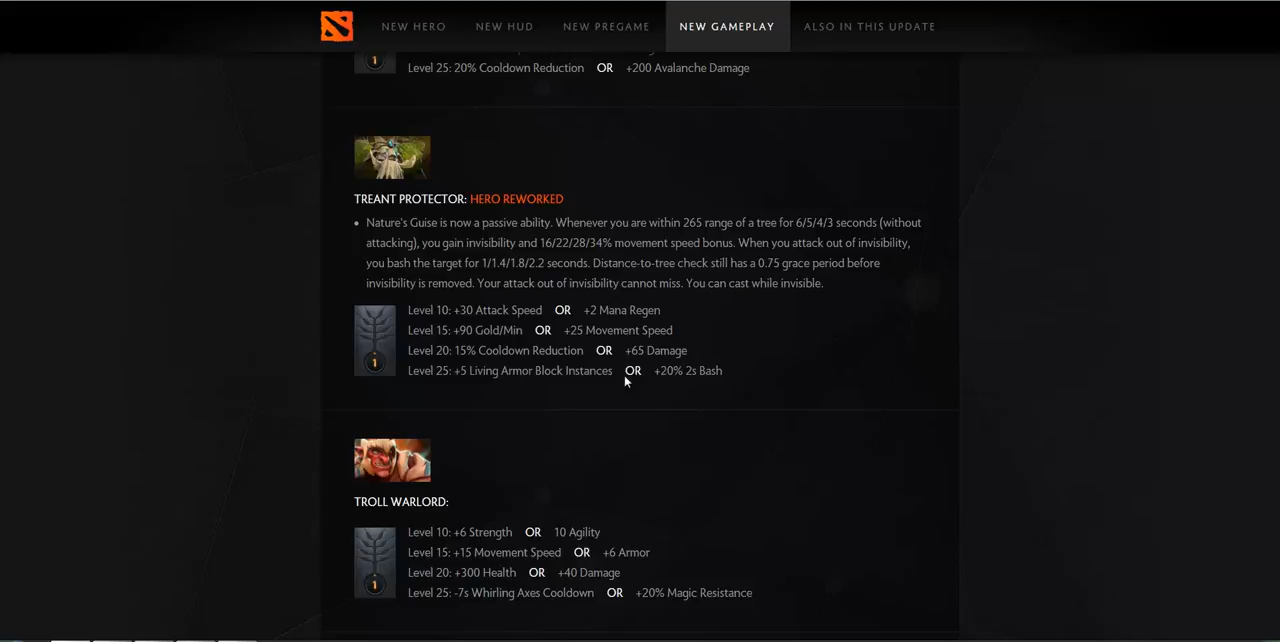 NEW HERO NEW HUD NEW PREGAME NEW GAMEPLAY ALSO IN THIS UPDATE
1
Level 25: 20% Cooldown Reduction OR +200 Avalanche Damage
TREANT PROTECTOR: HERO REWORKED
• Nature's Guise is now a passive ability. Whenever you are within 265 range of a tree for 6/5/4/3 seconds (without
attacking), you gain invisibility and 16/22/28/34% movement speed bonus. When you attack out of invisibility,
you bash the target for 1/1.4/1.8/2.2 seconds. Distance-to-tree check still has a 0.75 grace period before
invisibility is removed. Your attack out of invisibility cannot miss. You can cast while invisible.
Level 10: +30 Attack Speed OR +2 Mana Regen
Level 15: +90 Gold/Min OR +25 Movement Speed
Level 20: 15% Cooldown Reduction OR +65 Damage
1
Level 25: +5 Living Armor Block Instances OR +20% 2s Bash
TROLL WARLORD:
Level 10: +6 Strength OR 10 Agility
Level 15: +15 Movement Speed OR +6 Armor
Level 20: +300 Health OR +40 Damage
1
Level 25: -7s Whirling Axes Cooldown OR +20% Magic Resistance